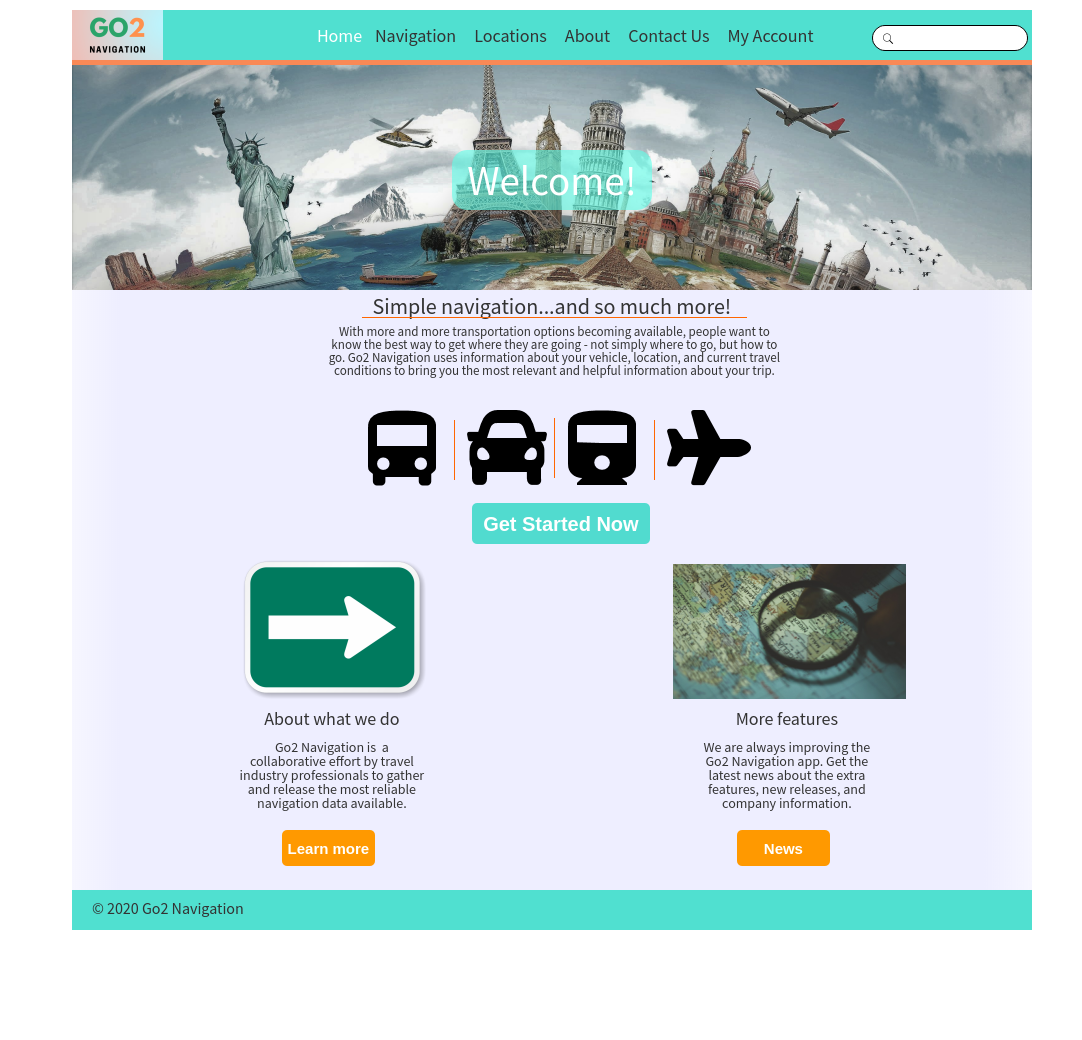 GO2
NAVIGATION
Home Navigation Locations About Contact Us My Account
Welcome!
Simple navigation...and so much more!
With more and more transportation options becoming available, people want to
know the best way to get where they are going - not simply where to go, but how to
go. Go2 Navigation uses information about your vehicle, location, and current travel
conditions to bring you the most relevant and helpful information about your trip.
Get Started Now
About what we do
Go2 Navigation is a
collaborative effort by travel
industry professionals to gather
and release the most reliable
navigation data available.
Learn more
More features
We are always improving the
Go2 Navigation app. Get the
latest news about the extra
features, new releases, and
company information.
News
© 2020 Go2 Navigation